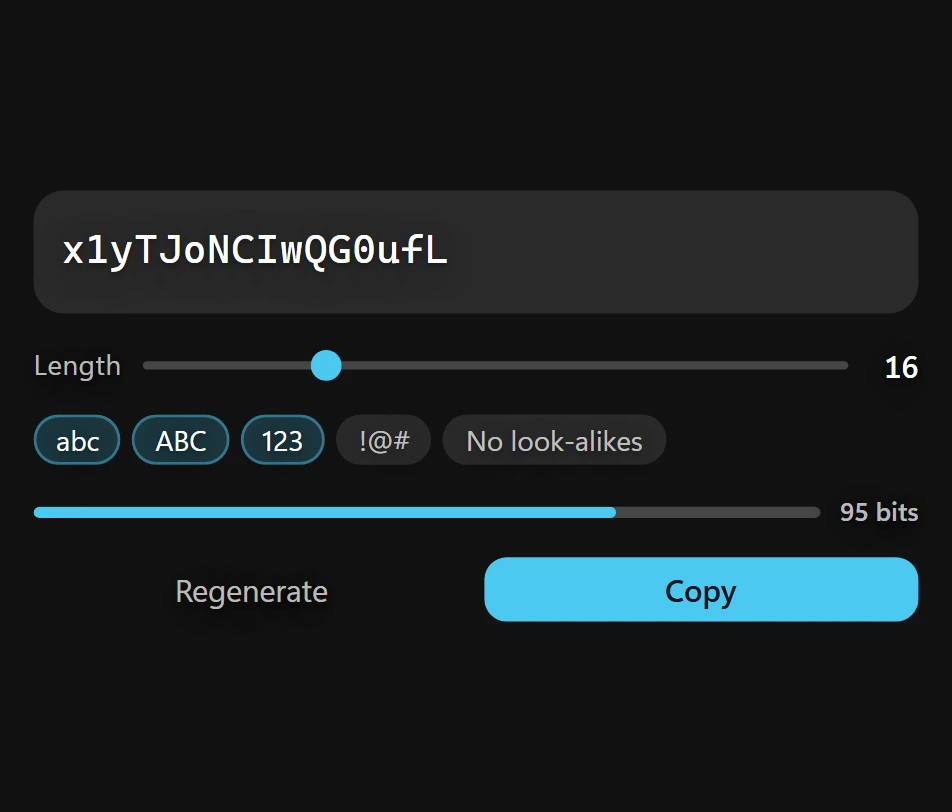 x1yTJoNCIwQG0ufL
Length 16
abc ABC 123 !@# No look-alikes
95 bits
Regenerate Copy